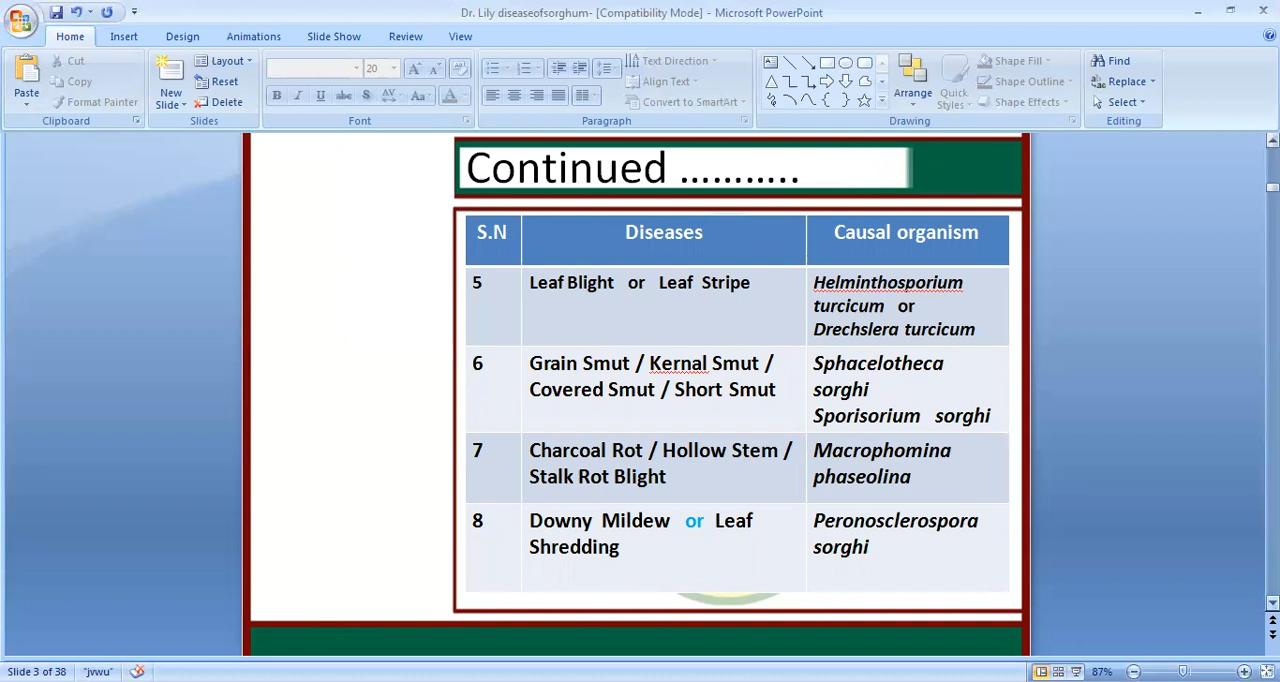 Dr. Lily diseaseofsorghum- [Compatibility Mode] - Microsoft PowerPoint
Home Insert Design Animations Slide Show Review View
Paste Cut Copy Format Painter Clipboard
New Slide Layout Reset Delete Slides
20 B I U abc S AV Aa A Font
Text Direction Align Text Convert to SmartArt Paragraph
Arrange Quick Styles Shape Fill Shape Outline Shape Effects Drawing
Find Replace Select Editing
Continued ………..
S.N Diseases Causal organism
5 Leaf Blight or Leaf Stripe Helminthosporium
turcicum or
Drechslera turcicum
6 Grain Smut / Kernal Smut / Sphacelotheca
Covered Smut / Short Smut sorghi
Sporisorium sorghi
7 Charcoal Rot / Hollow Stem / Macrophomina
Stalk Rot Blight phaseolina
8 Downy Mildew or Leaf Peronosclerospora
Shredding sorghi
Slide 3 of 38 "jvwu" 87%